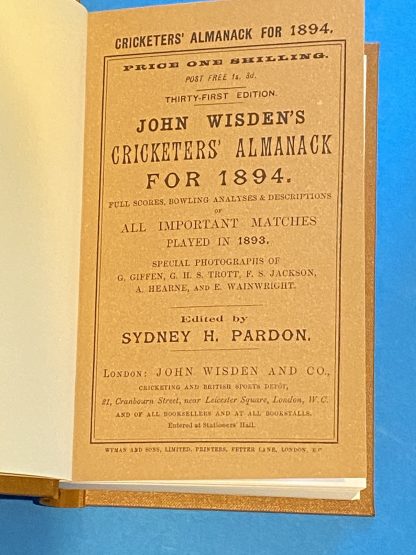 CRICKETERS' ALMANACK FOR 1894.
PRICE ONE SHILLING.
POST FREE 1s. 3d.
THIRTY-FIRST EDITION.
JOHN WISDEN'S
CRICKETERS' ALMANACK
FOR 1894.
FULL SCORES, BOWLING ANALYSES & DESCRIPTIONS
OF
ALL IMPORTANT MATCHES
PLAYED IN 1893.
SPECIAL PHOTOGRAPHS OF
G. GIFFEN, G. H. S. TROTT, F. S. JACKSON,
A. HEARNE, AND E. WAINWRIGHT.
Edited by
SYDNEY H. PARDON.
LONDON: JOHN WISDEN AND CO.,
CRICKETING AND BRITISH SPORTS DEPÔT,
21, Cranbourn Street, near Leicester Square, London, W.C.
AND OF ALL BOOKSELLERS AND AT ALL BOOKSTALLS.
Entered at Stationers' Hall.
WYMAN AND SONS, LIMITED, PRINTERS, FETTER LANE, LONDON, E.C.